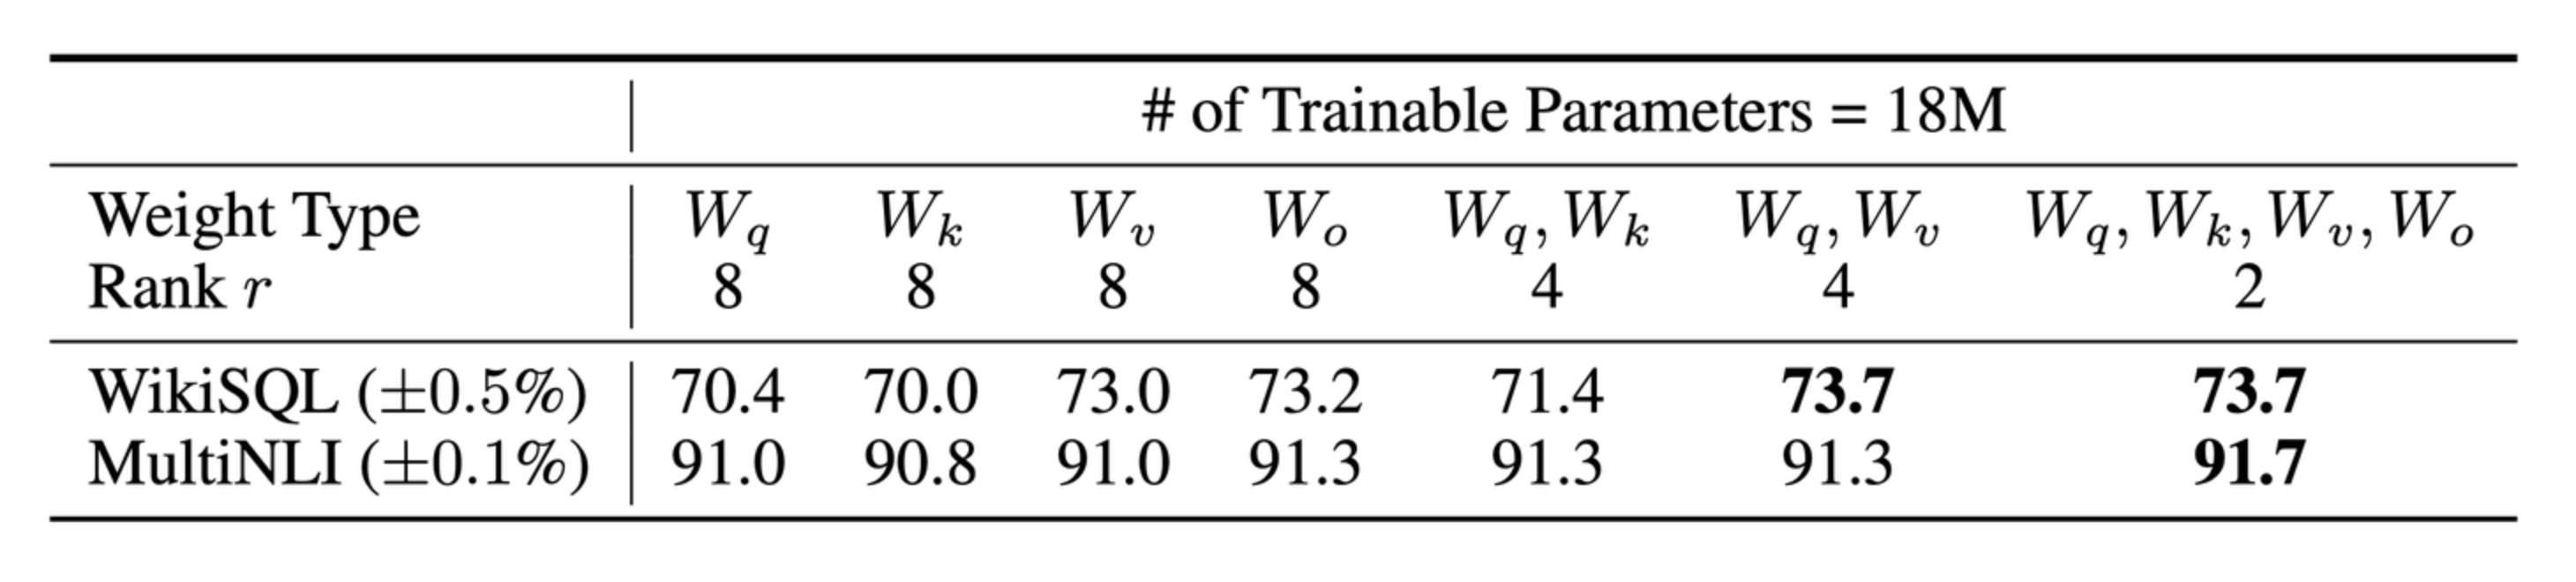 # of Trainable Parameters = 18M
Weight Type W_q W_k W_v W_o W_q, W_k W_q, W_v W_q, W_k, W_v, W_o
Rank r 8 8 8 8 4 4 2
WikiSQL (±0.5%) 70.4 70.0 73.0 73.2 71.4 73.7 73.7
MultiNLI (±0.1%) 91.0 90.8 91.0 91.3 91.3 91.3 91.7